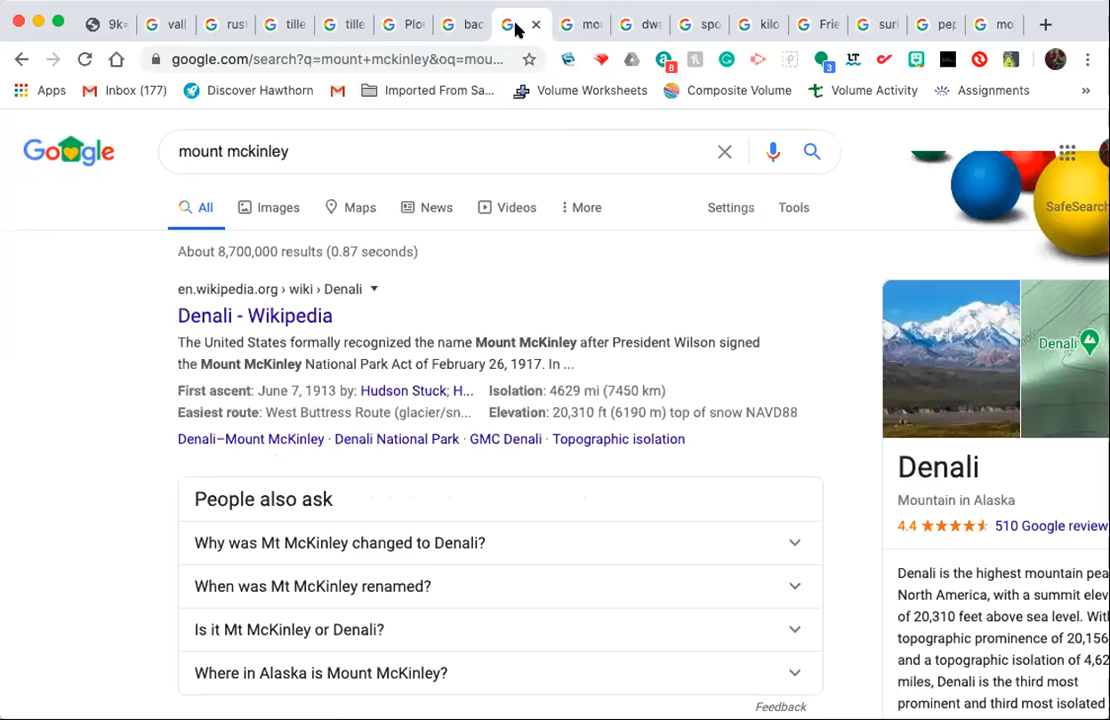 9k= vall rus tille tille Plo bac mo dwa spo kilo Frie surl pep mo
google.com/search?q=mount+mckinley&oq=mou...
8 3
Apps Inbox (177) Discover Hawthorn Imported From Sa... Volume Worksheets Composite Volume Volume Activity Assignments »
Google mount mckinley
All Images Maps News Videos More Settings Tools SafeSearch
About 8,700,000 results (0.87 seconds)
en.wikipedia.org › wiki › Denali
Denali - Wikipedia
The United States formally recognized the name Mount McKinley after President Wilson signed
the Mount McKinley National Park Act of February 26, 1917. In ...
First ascent: June 7, 1913 by: Hudson Stuck; H... Isolation: 4629 mi (7450 km)
Easiest route: West Buttress Route (glacier/sn... Elevation: 20,310 ft (6190 m) top of snow NAVD88
Denali–Mount McKinley · Denali National Park · GMC Denali · Topographic isolation
People also ask
Why was Mt McKinley changed to Denali?
When was Mt McKinley renamed?
Is it Mt McKinley or Denali?
Where in Alaska is Mount McKinley?
Feedback
Denali
Denali
Mountain in Alaska
4.4 510 Google review
Denali is the highest mountain pea
North America, with a summit elev
of 20,310 feet above sea level. Wit
topographic prominence of 20,156
and a topographic isolation of 4,62
miles, Denali is the third most
prominent and third most isolated